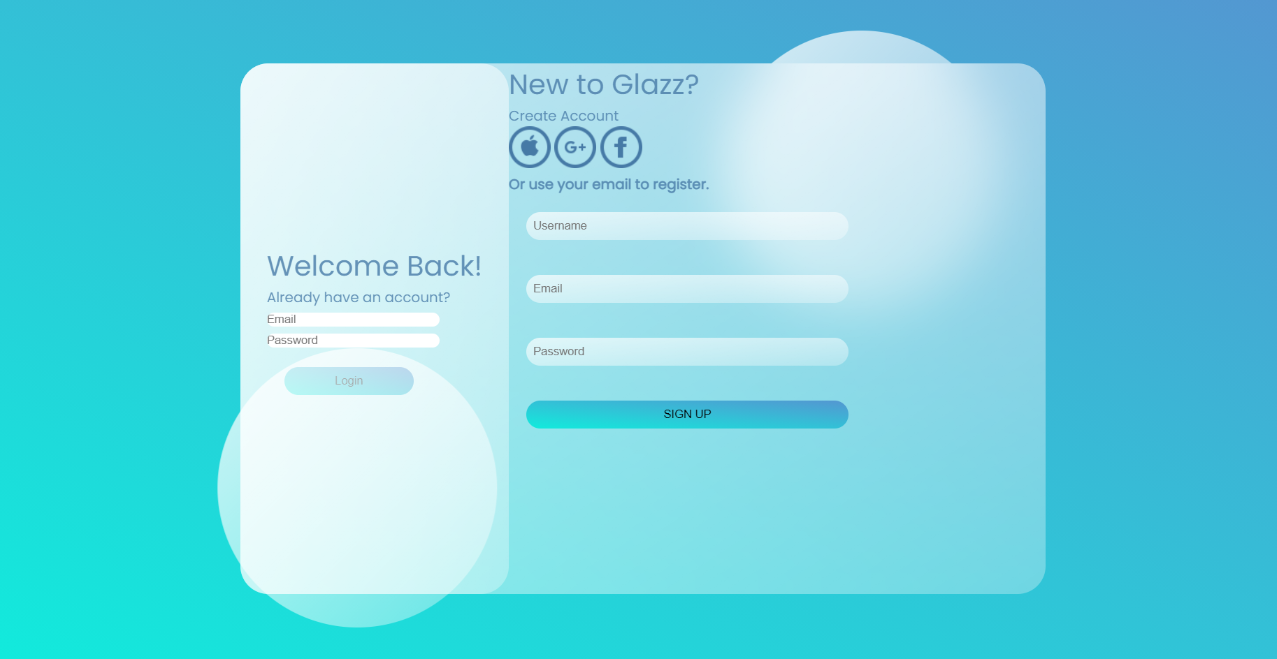 Welcome Back!
Already have an account?
Email
Password
Login
New to Glazz?
Create Account
G+ f
Or use your email to register.
Username
Email
Password
SIGN UP